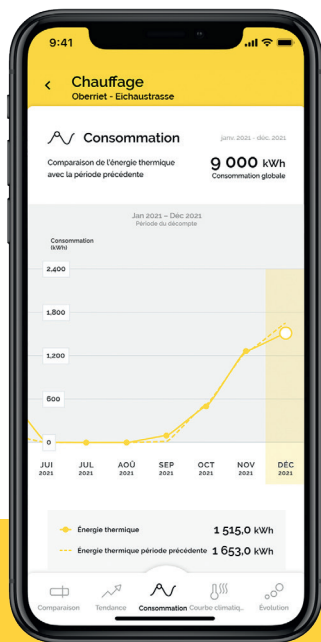 9:41
Chauffage
Oberriet - Eichaustrasse
Consommation
janv. 2021 - déc. 2021
Comparaison de l'énergie thermique
avec la période précédente
9 000 kWh
Consommation globale
Jan 2021 – Déc 2021
Période du décompte
Consommation
(kWh)
2,400
1,800
1,200
600
0
JUI JUL AOÛ SEP OCT NOV DÉC
2021 2021 2021 2021 2021 2021 2021
Énergie thermique 1 515,0 kWh
Énergie thermique période précédente 1 653,0 kWh
Comparaison Tendance Consommation Courbe climatiq... Évolution